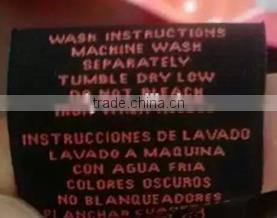 WASH INSTRUCTIONS
MACHINE WASH
SEPARATELY
TUMBLE DRY LOW
DO NOT BLEACH
trade.china.cn
INSTRUCCIONES DE LAVADO
LAVADO A MAQUINA
CON AGUA FRIA
COLORES OSCUROS
NO BLANQUEADORES